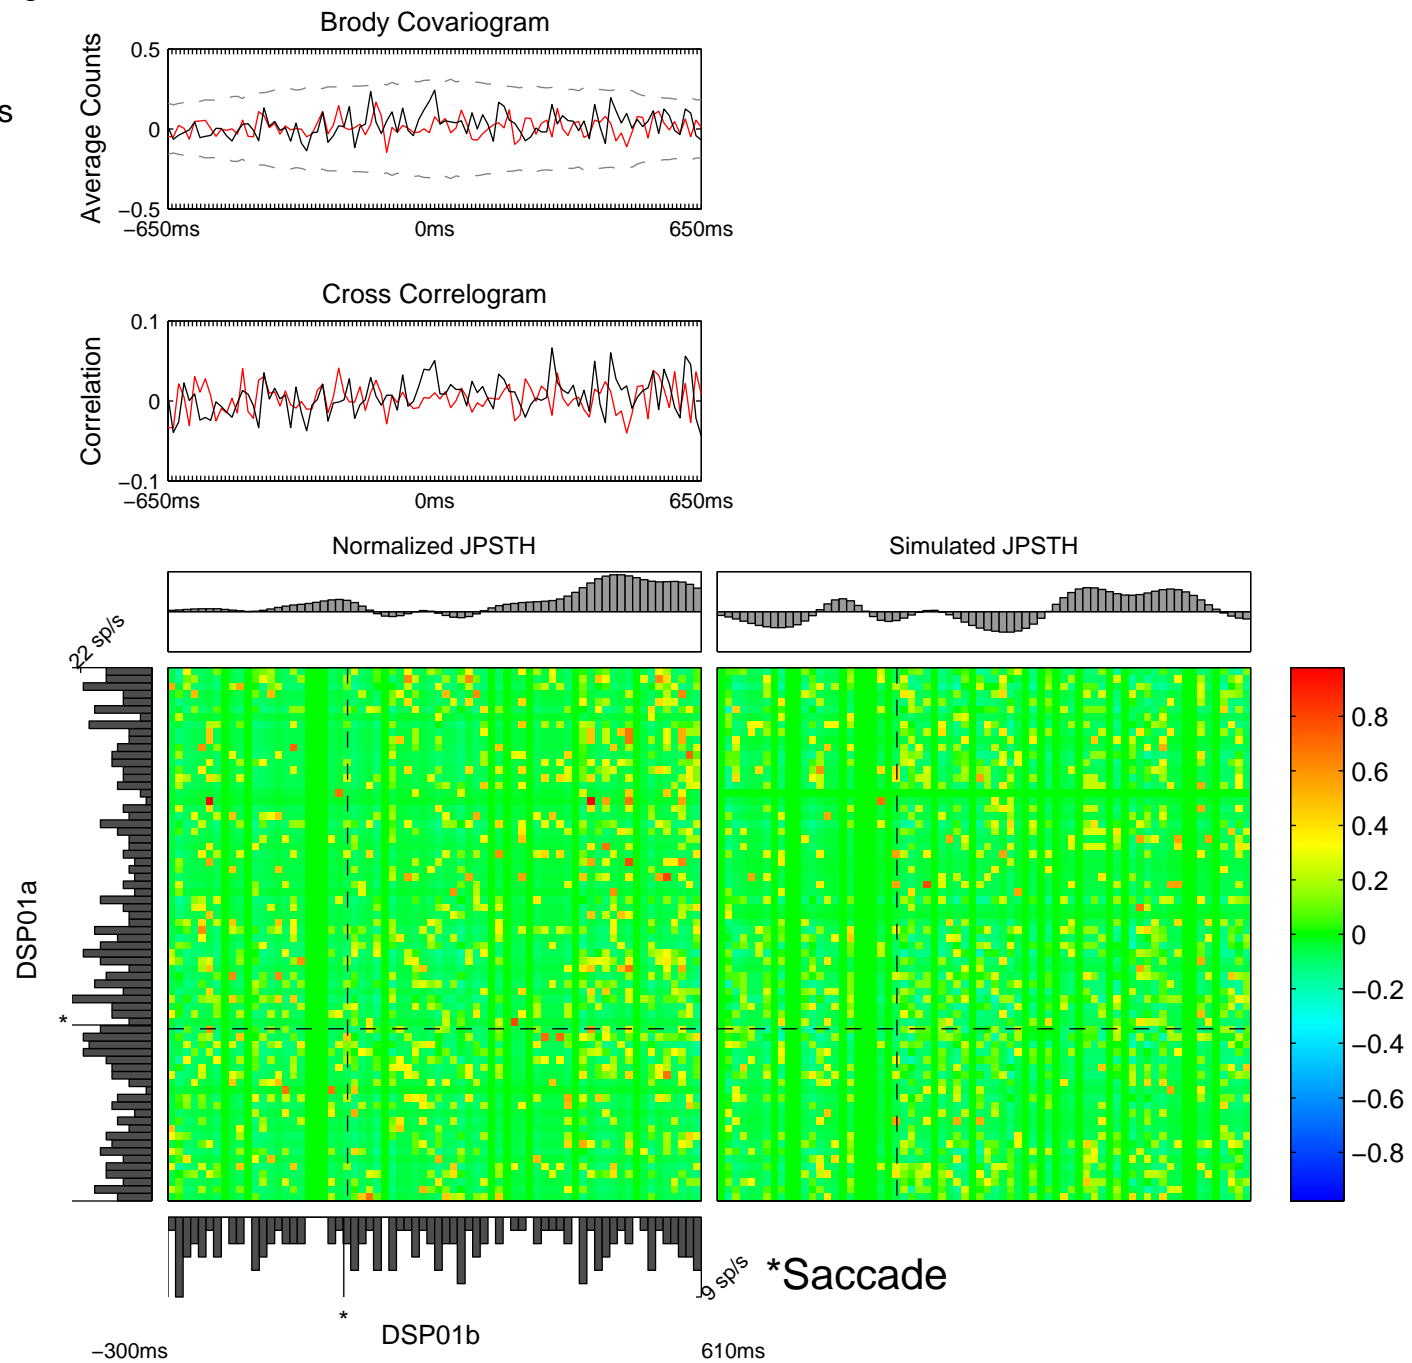 g
Brody Covariogram
0.5
0
−0.5
Average Counts
s
−650ms
0ms
650ms
Cross Correlogram
0.1
0
−0.1
Correlation
−650ms
0ms
650ms
Normalized JPSTH
Simulated JPSTH
22 sp/s
DSP01a
*
0.8
0.6
0.4
0.2
0
−0.2
−0.4
−0.6
−0.8
9 sp/s
*Saccade
*
DSP01b
−300ms
610ms